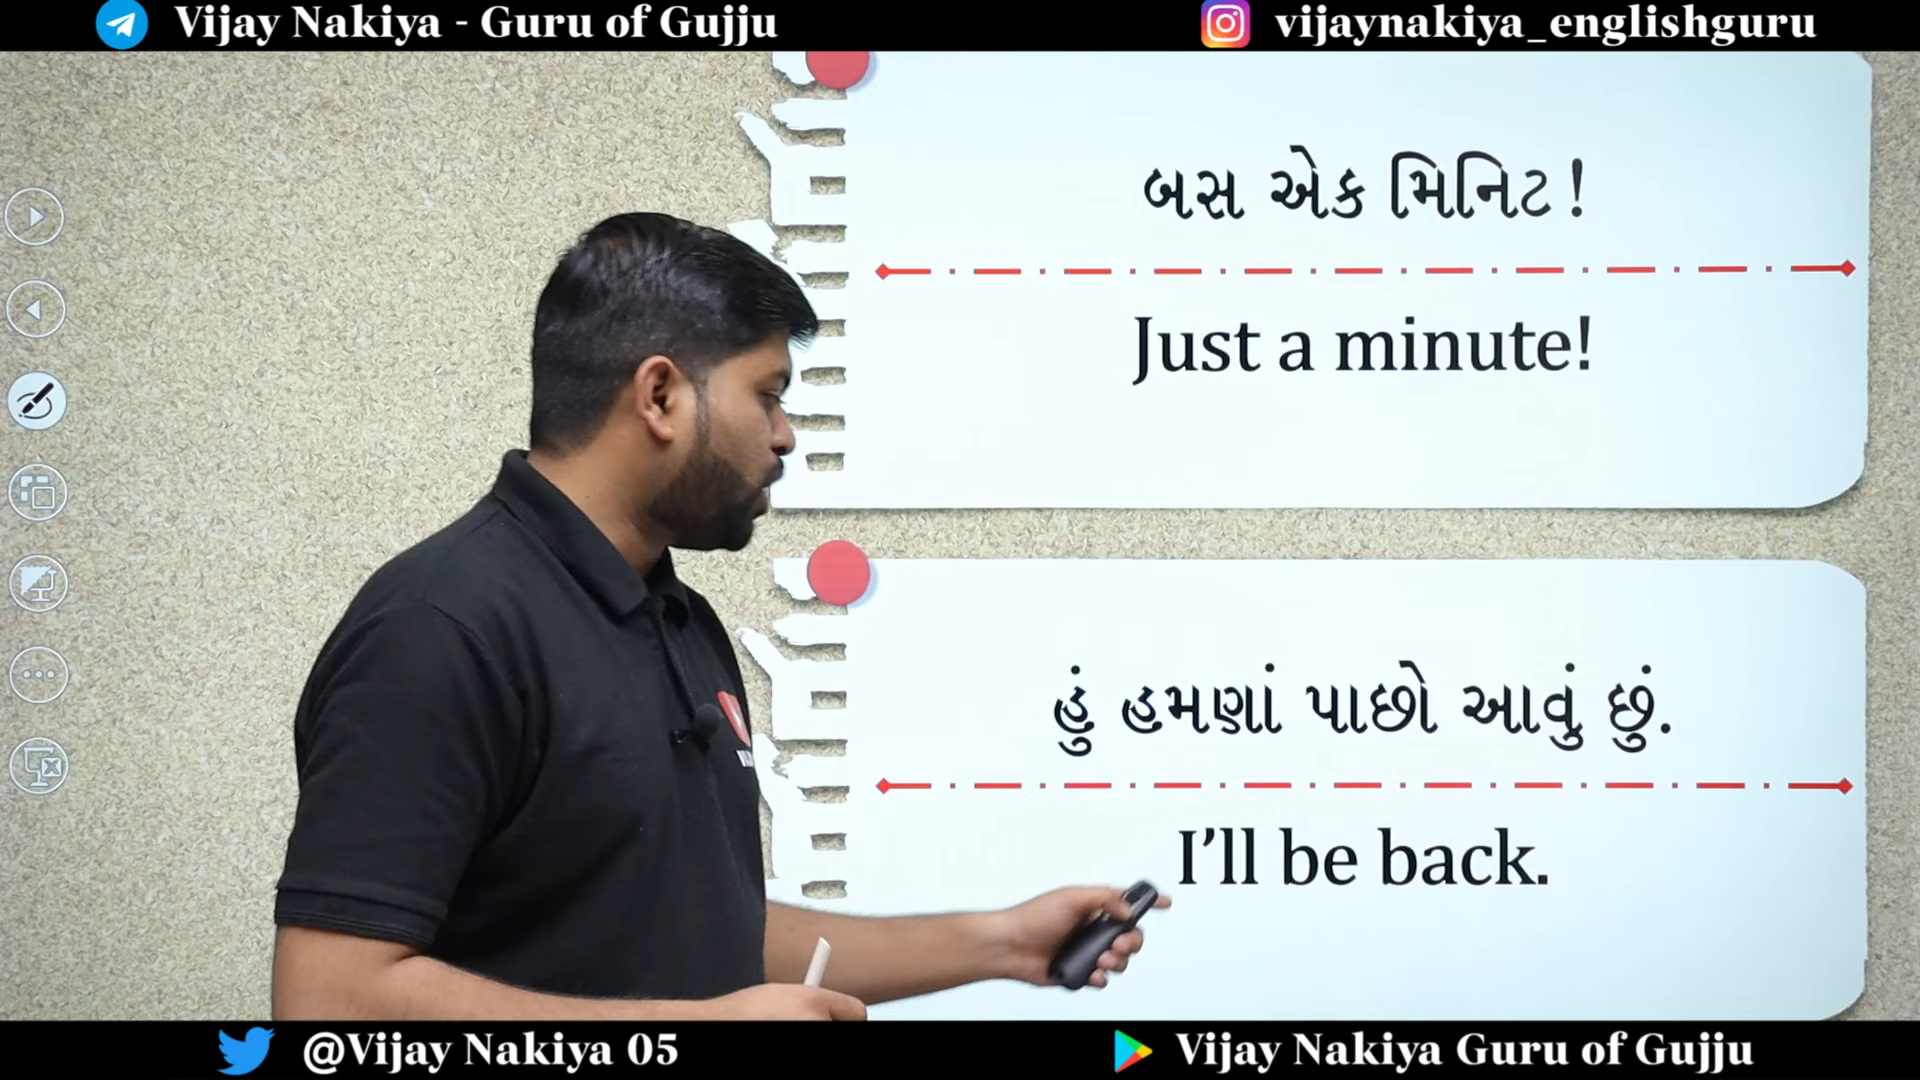 Vijay Nakiya - Guru of Gujju
vijaynakiya_englishguru
બસ એક મિનિટ !
Just a minute!
હું હમણાં પાછો આવું છું.
I'll be back.
@Vijay Nakiya 05
Vijay Nakiya Guru of Gujju